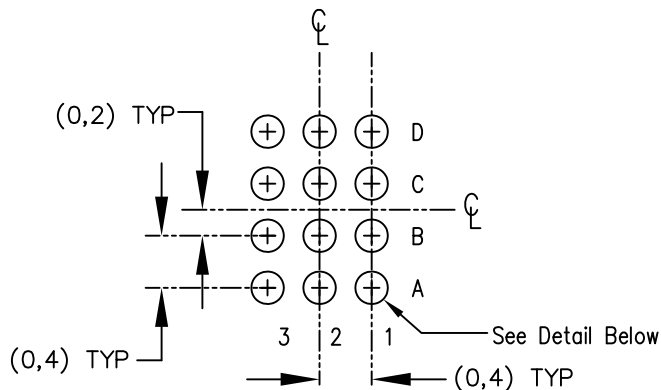 ℄
(0,2) TYP
D
C
℄
B
A
3 2 1
See Detail Below
(0,4) TYP
(0,4) TYP